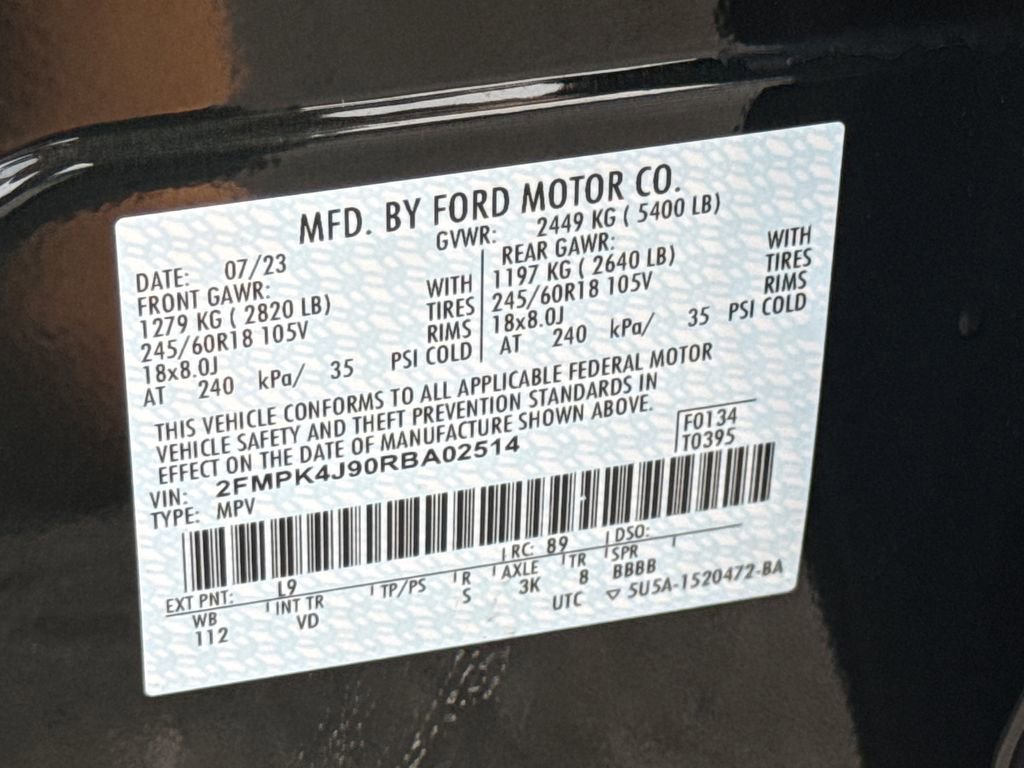 MFD. BY FORD MOTOR CO.
DATE: 07/23
GVWR: 2449 KG ( 5400 LB)
FRONT GAWR:
1279 KG ( 2820 LB) WITH
245/60R18 105V TIRES
18x8.0J RIMS
AT 240 kPa/ 35 PSI COLD
REAR GAWR:
1197 KG ( 2640 LB) WITH
245/60R18 105V TIRES
18x8.0J RIMS
AT 240 kPa/ 35 PSI COLD
THIS VEHICLE CONFORMS TO ALL APPLICABLE FEDERAL MOTOR
VEHICLE SAFETY AND THEFT PREVENTION STANDARDS IN
EFFECT ON THE DATE OF MANUFACTURE SHOWN ABOVE.
VIN: 2FMPK4J90RBA02514
TYPE: MPV
F0134
T0395
EXT PNT: L9 RC: 89 DSO:
WB INT TR TP/PS R AXLE TR SPR
112 VD S 3K 8 BBBB
UTC ▽ 5U5A-1520472-BA